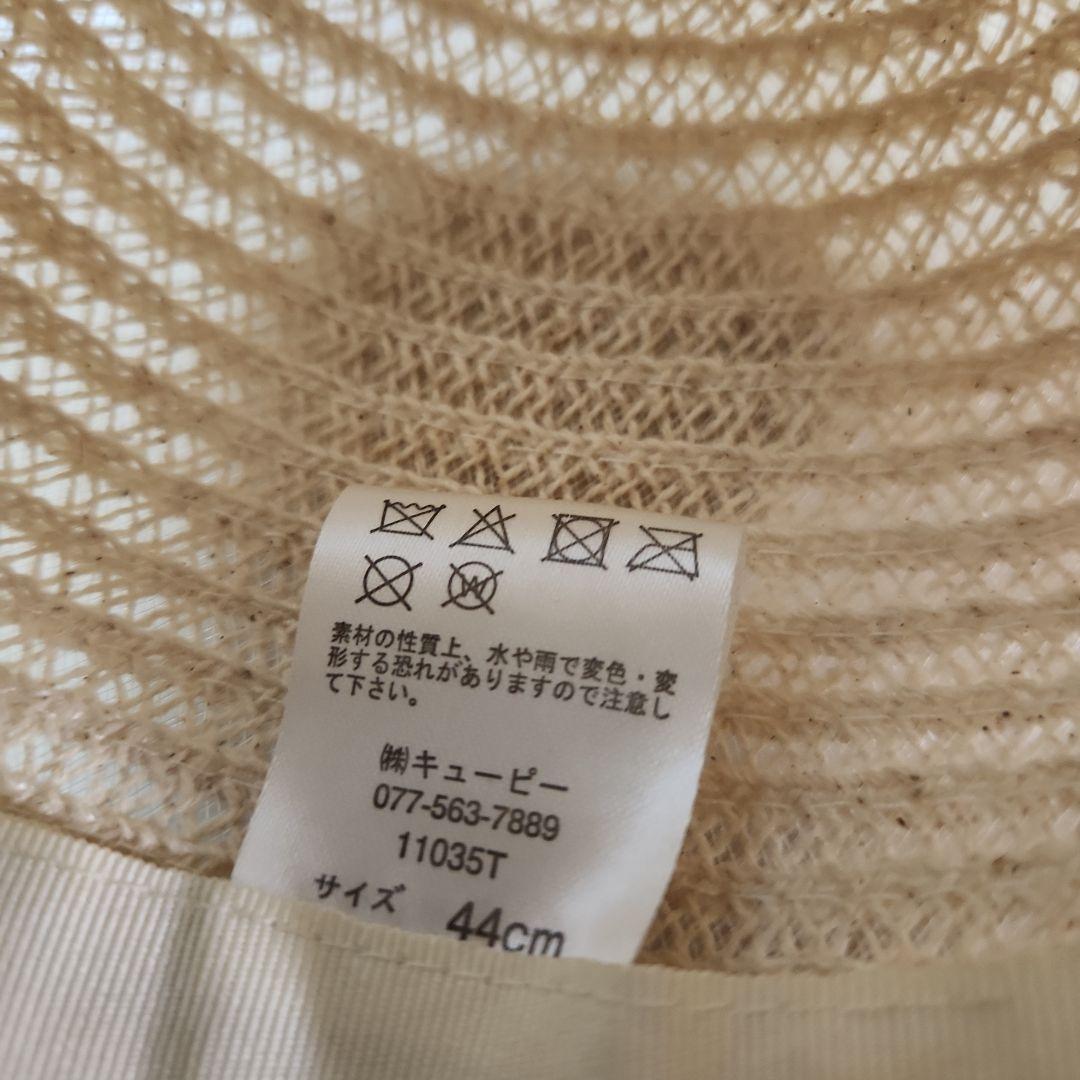 素材の性質上、水や雨で変色・変
形する恐れがありますので注意し
て下さい。
㈱キューピー
077-563-7889
11035T
サイズ 44cm